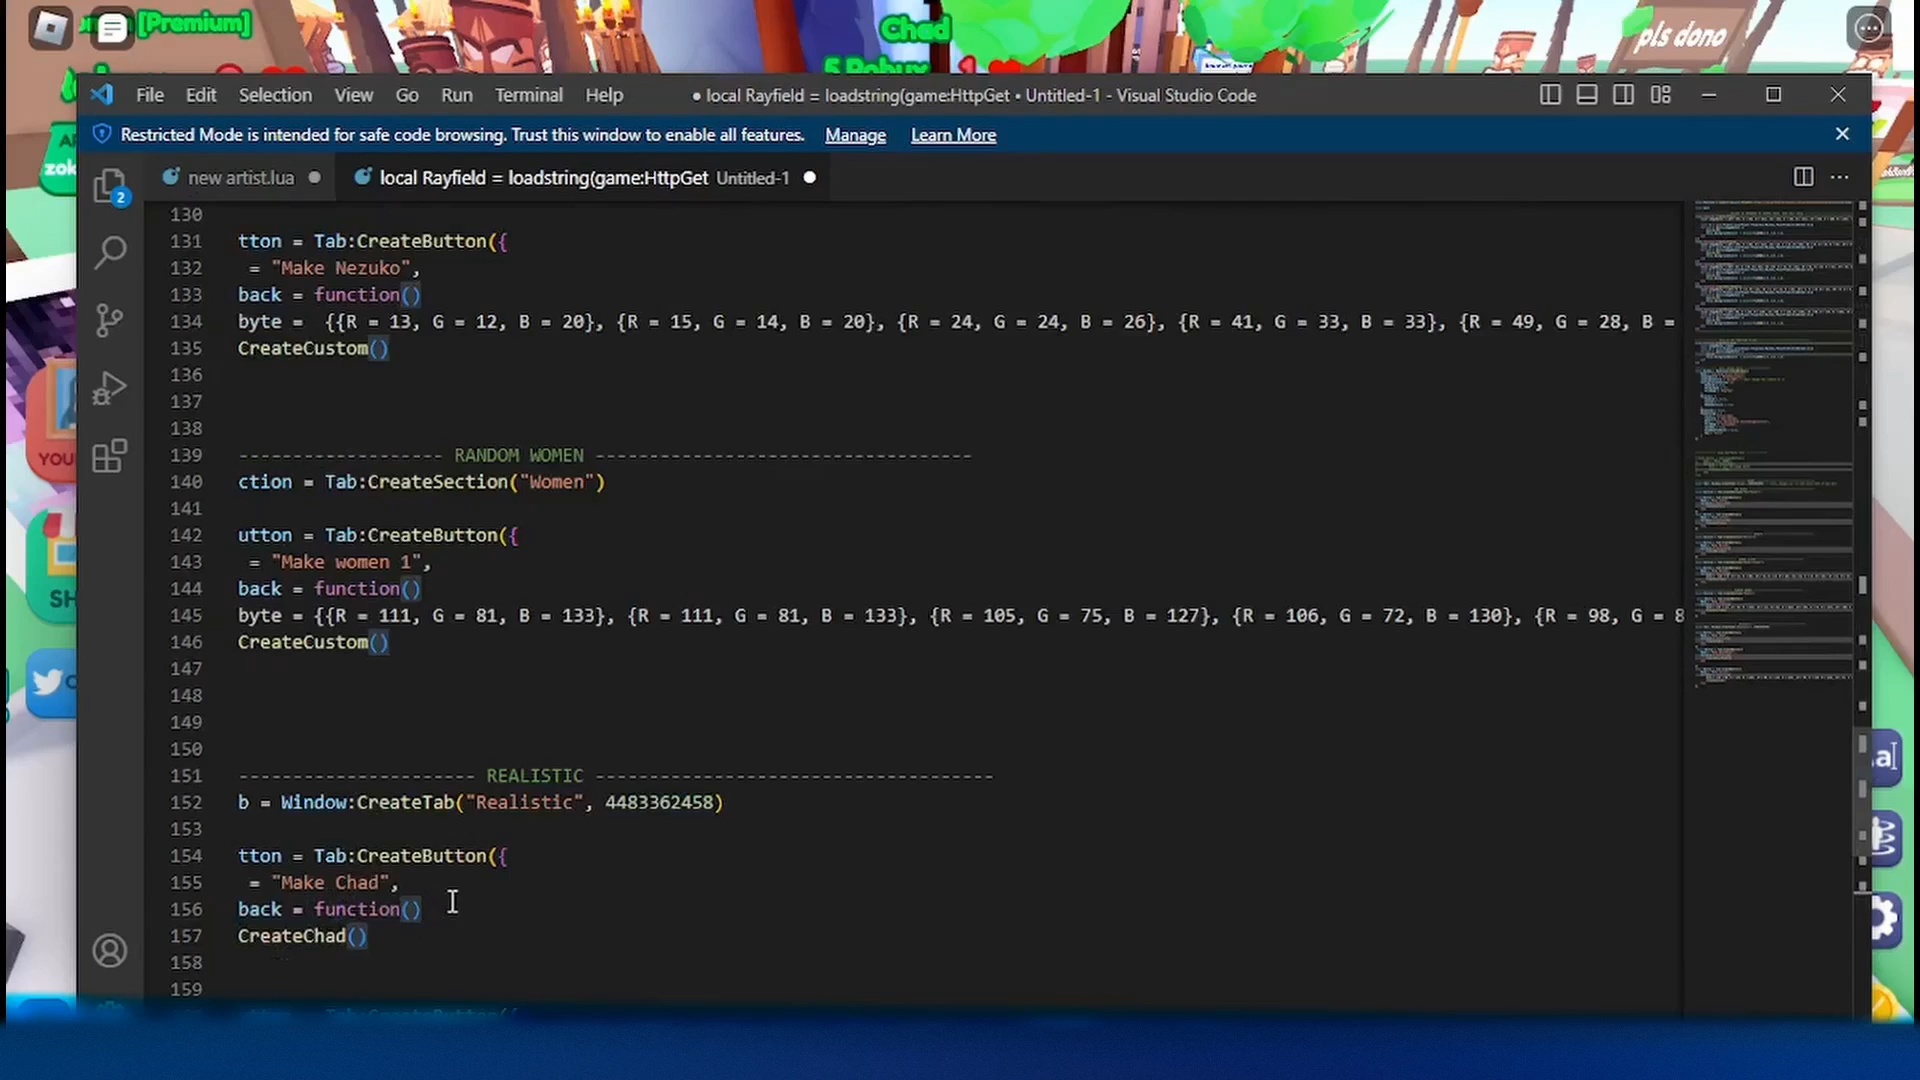 [Premium]
Chad
5 Robux
1
pls dono
File Edit Selection View Go Run Terminal Help
● local Rayfield = loadstring(game:HttpGet • Untitled-1 - Visual Studio Code
Restricted Mode is intended for safe code browsing. Trust this window to enable all features. Manage Learn More
2
new artist.lua
local Rayfield = loadstring(game:HttpGet Untitled-1
130
131 tton = Tab:CreateButton({
132 = "Make Nezuko",
133 back = function()
134 byte = {{R = 13, G = 12, B = 20}, {R = 15, G = 14, B = 20}, {R = 24, G = 24, B = 26}, {R = 41, G = 33, B = 33}, {R = 49, G = 28, B =
135 CreateCustom()
136
137
138
139 ------------------- RANDOM WOMEN -----------------------------------
140 ction = Tab:CreateSection("Women")
141
142 utton = Tab:CreateButton({
143 = "Make women 1",
144 back = function()
145 byte = {{R = 111, G = 81, B = 133}, {R = 111, G = 81, B = 133}, {R = 105, G = 75, B = 127}, {R = 106, G = 72, B = 130}, {R = 98, G = 8
146 CreateCustom()
147
148
149
150
151 ---------------------- REALISTIC -------------------------------------
152 b = Window:CreateTab("Realistic", 4483362458)
153
154 tton = Tab:CreateButton({
155 = "Make Chad",
156 back = function()
157 CreateChad()
158
159
zok
YOU
SH